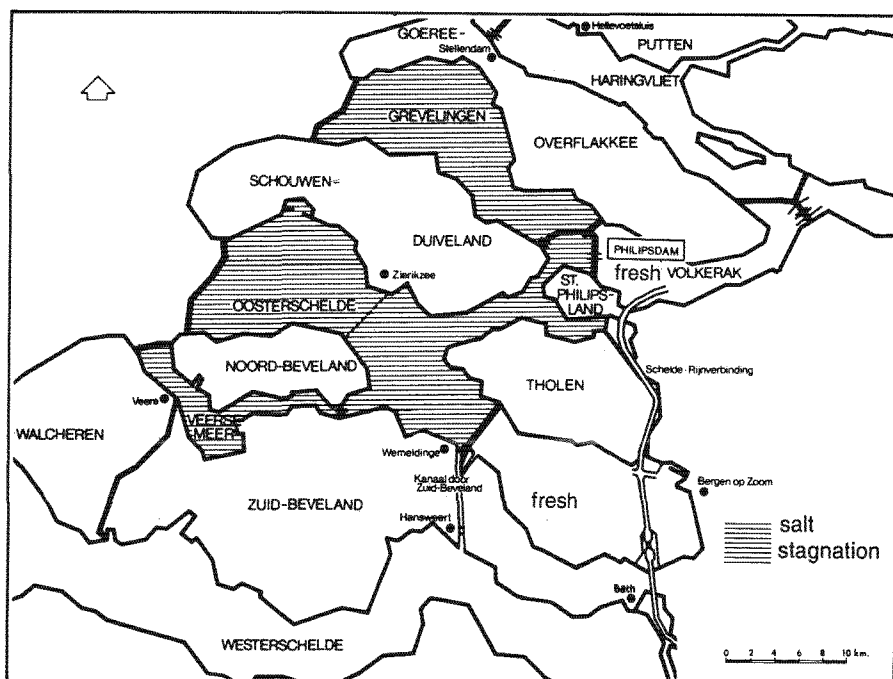 GOEREE-
Hellevoetsluis
PUTTEN
Stellendam
HARINGVLIET
GREVELINGEN
OVERFLAKKEE
SCHOUWEN-
DUIVELAND
PHILIPSDAM
Zierikzee
fresh VOLKERAK
ST.
PHILIPS-
LAND
OOSTERSCHELDE
NOORD-BEVELAND
Schelde-Rijnverbinding
THOLEN
Veere
VEERSE
MEER
WALCHEREN
Wemeldinge
Kanaal door
Zuid-Beveland
Bergen op Zoom
ZUID-BEVELAND
fresh
Hansweert
salt
stagnation
Bath
WESTERSCHELDE
0 2 4 6 8 10 km.